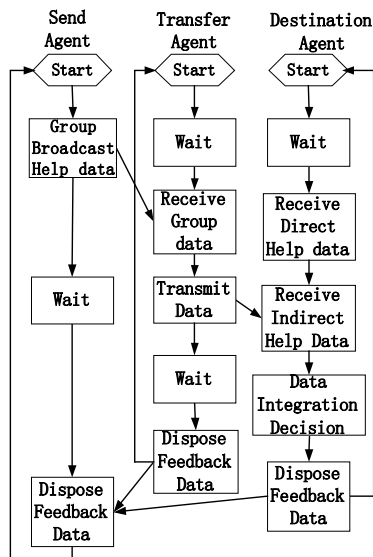 Send
Agent
Transfer
Agent
Destination
Agent
Start
Start
Start
Group
Broadcast
Help data
Wait
Wait
Receive
Group
data
Receive
Direct
Help data
Wait
Transmit
Data
Receive
Indirect
Help Data
Wait
Data
Integration
Decision
Dispose
Feedback
Data
Dispose
Feedback
Data
Dispose
Feedback
Data